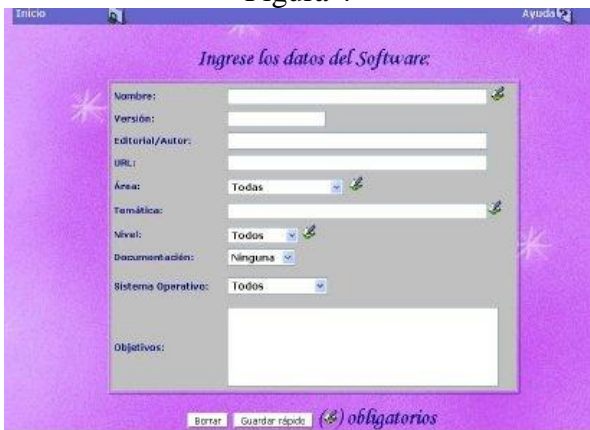 Inicio Ayuda
Ingrese los datos del Software:
Nombre:
Versión:
Editorial/Autor:
URL:
Área: Todas
Temática:
Nivel: Todos
Documentación: Ninguna
Sistema Operativo: Todos
Objetivos:
Borrar Guardar rápido ( ) obligatorios